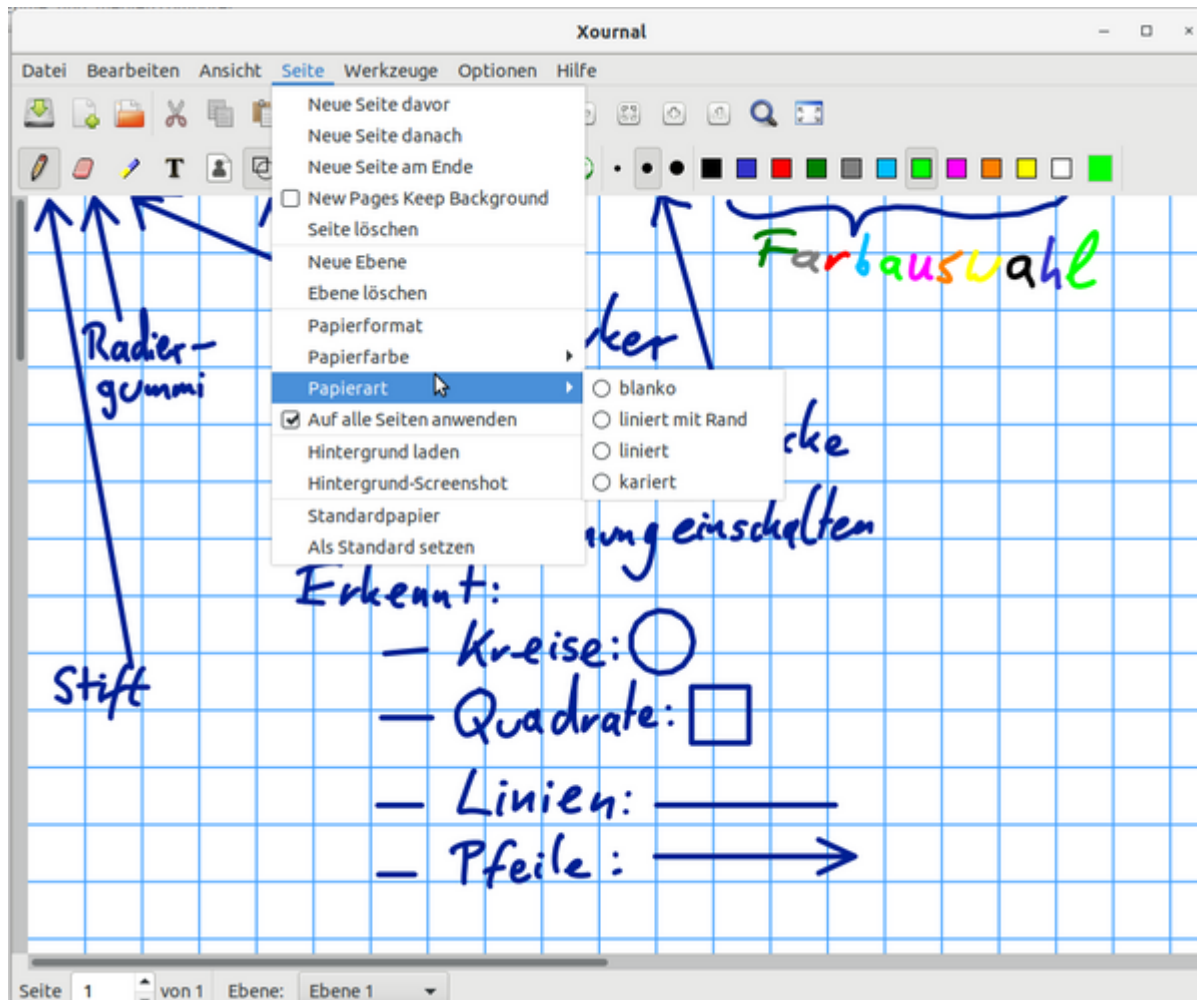 Xournal
Datei Bearbeiten Ansicht Seite Werkzeuge Optionen Hilfe
Neue Seite davor
Neue Seite danach
Neue Seite am Ende
New Pages Keep Background
Seite löschen
Neue Ebene
Ebene löschen
Papierformat
Papierfarbe
Papierart
Auf alle Seiten anwenden
Hintergrund laden
Hintergrund-Screenshot
Standardpapier
Als Standard setzen
blanko
liniert mit Rand
liniert
kariert
T
Farbauswahl
Radier-
gummi
einschalten
Erkennt:
Stift
— Kreise:
— Quadrate:
— Linien:
— Pfeile:
Seite 1 von 1 Ebene: Ebene 1